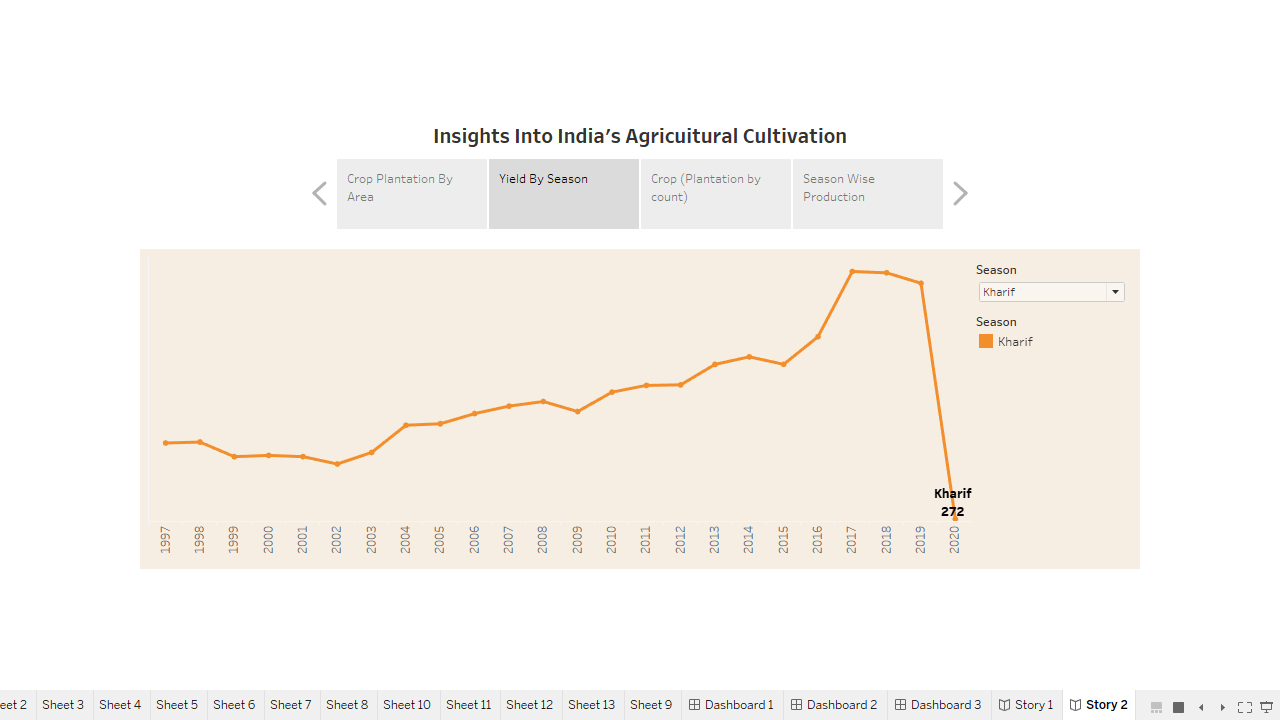 Insights Into India's Agricuitural Cultivation
Crop Plantation By
Area
Yield By Season
Crop (Plantation by
count)
Season Wise
Production
Season
Kharif
Season
Kharif
Kharif
272
1997 1998 1999 2000 2001 2002 2003 2004 2005 2006 2007 2008 2009 2010 2011 2012 2013 2014 2015 2016 2017 2018 2019 2020
eet 2 Sheet 3 Sheet 4 Sheet 5 Sheet 6 Sheet 7 Sheet 8 Sheet 10 Sheet 11 Sheet 12 Sheet 13 Sheet 9 Dashboard 1 Dashboard 2 Dashboard 3 Story 1 Story 2